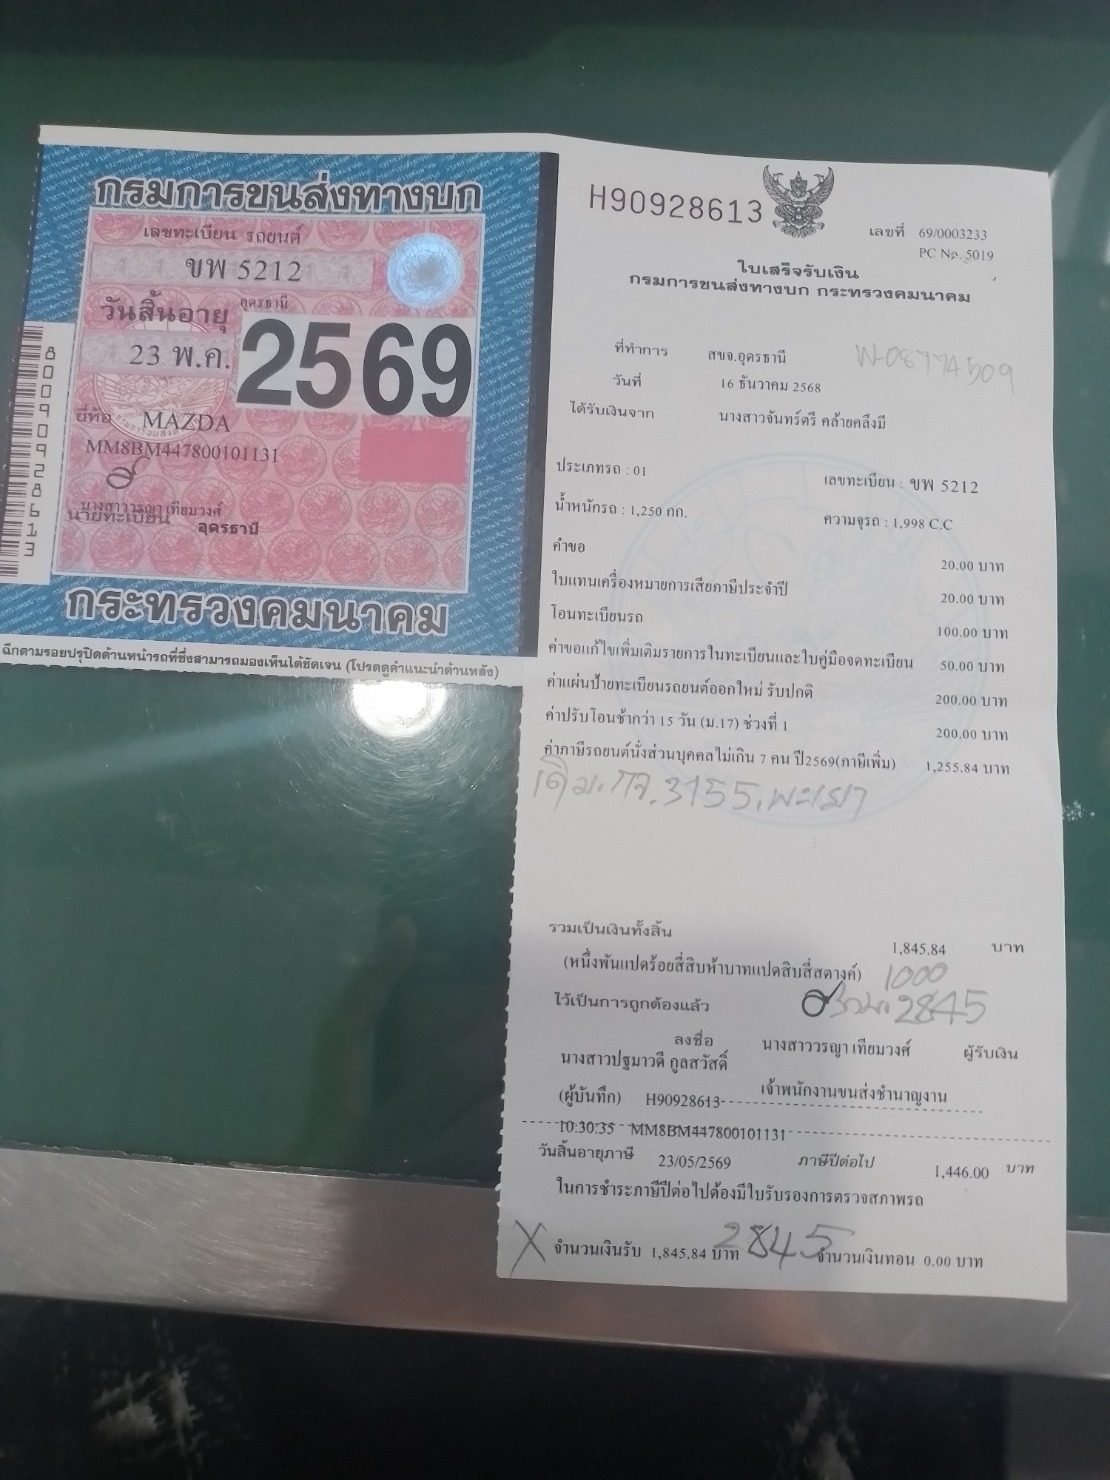 กรมการขนส่งทางบก
เลขทะเบียน รถยนต์
ขพ 5212
อุดรธานี
วันสิ้นอายุ
23 พ.ค.
2569
ยี่ห้อ MAZDA
MM8BM447800101131
นางสาววรญา เทียมวงศ์
นายทะเบียน อุดรธานี
กระทรวงคมนาคม
ฉีกตามรอยปรุปิดด้านหน้ารถที่ซึ่งสามารถมองเห็นได้ชัดเจน (โปรดดูคำแนะนำด้านหลัง)
80090928613
H90928613
เลขที่ 69/0003233
PC No. 5019
ใบเสร็จรับเงิน
กรมการขนส่งทางบก กระทรวงคมนาคม
ที่ทำการ สขจ.อุดรธานี
วันที่ 16 ธันวาคม 2568
ได้รับเงินจาก นางสาวจันทร์ตรี คล้ายคลึงมี
ประเภทรถ : 01 เลขทะเบียน : ขพ 5212
น้ำหนักรถ : 1,250 กก. ความจุรถ : 1,998 C.C
คำขอ 20.00 บาท
ใบแทนเครื่องหมายการเสียภาษีประจำปี 20.00 บาท
โอนทะเบียนรถ 100.00 บาท
ค่าขอแก้ไขเพิ่มเติมรายการในทะเบียนและใบคู่มือจดทะเบียน 50.00 บาท
ค่าแผ่นป้ายทะเบียนรถยนต์ออกใหม่ รับปกติ 200.00 บาท
ค่าปรับโอนช้ากว่า 15 วัน (ม.17) ช่วงที่ 1 200.00 บาท
ค่าภาษีรถยนต์นั่งส่วนบุคคลไม่เกิน 7 คน ปี2569(ภาษีเพิ่ม) 1,255.84 บาท
เดิม. กจ.3155.พะเยา
รวมเป็นเงินทั้งสิ้น 1,845.84 บาท
(หนึ่งพันแปดร้อยสี่สิบห้าบาทแปดสิบสี่สตางค์) 1000
ไว้เป็นการถูกต้องแล้ว รวม. 2845
ลงชื่อ นางสาววรญา เทียมวงศ์ ผู้รับเงิน
นางสาวปฐมาวดี กูลสวัสดิ์
(ผู้บันทึก) H90928613 เจ้าพนักงานขนส่งชำนาญงาน
10:30:35 MM8BM447800101131
วันสิ้นอายุภาษี 23/05/2569 ภาษีปีต่อไป 1,446.00 บาท
ในการชำระภาษีปีต่อไปต้องมีใบรับรองการตรวจสภาพรถ
X จำนวนเงินรับ 1,845.84 บาท 2845 จำนวนเงินทอน 0.00 บาท